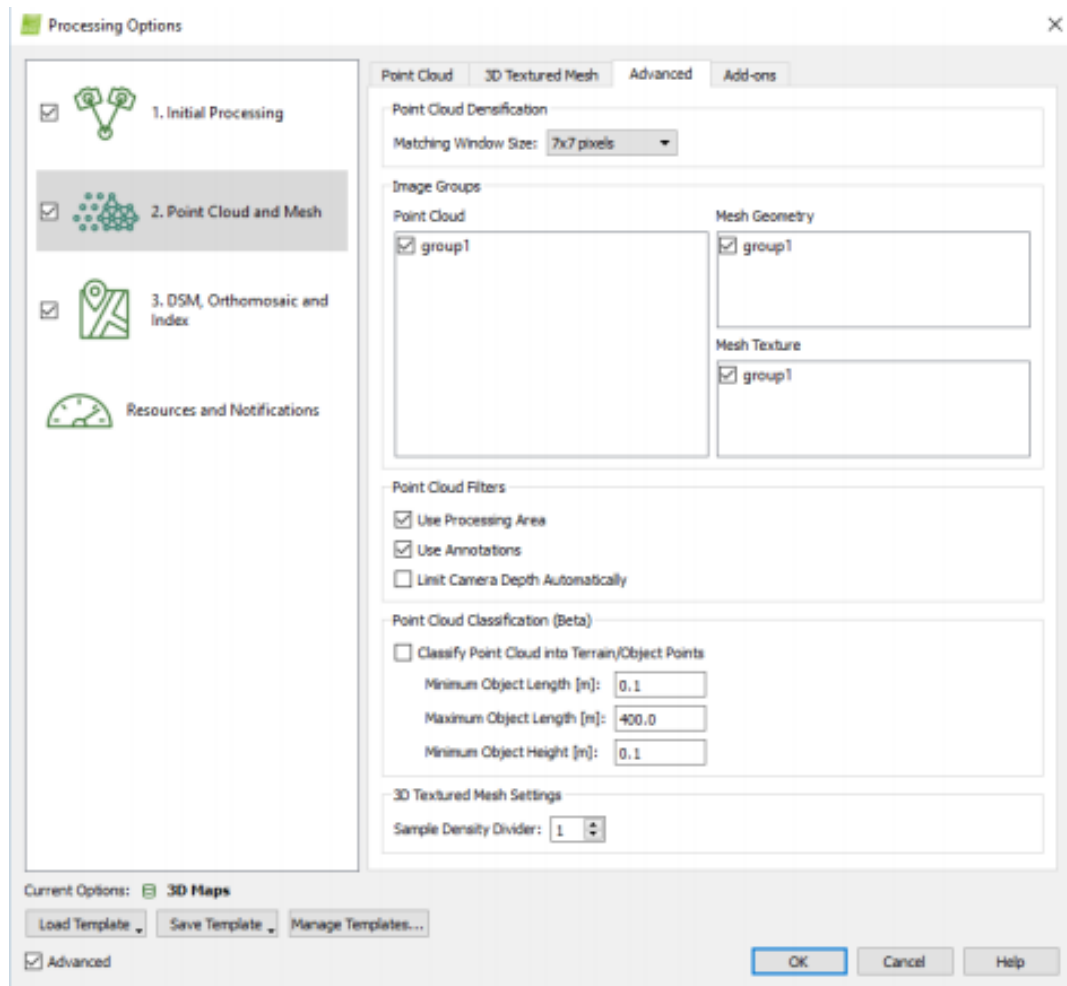 Processing Options
1. Initial Processing
2. Point Cloud and Mesh
3. DSM, Orthomosaic and
Index
Resources and Notifications
Point Cloud
3D Textured Mesh
Advanced
Add-ons
Point Cloud Densification
Matching Window Size: 7x7 pixels
Image Groups
Point Cloud
group1
Mesh Geometry
group1
Mesh Texture
group1
Point Cloud Filters
Use Processing Area
Use Annotations
Limit Camera Depth Automatically
Point Cloud Classification (Beta)
Classify Point Cloud into Terrain/Object Points
Minimum Object Length [m]: 0.1
Maximum Object Length [m]: 400.0
Minimum Object Height [m]: 0.1
3D Textured Mesh Settings
Sample Density Divider: 1
Current Options: 3D Maps
Load Template
Save Template
Manage Templates...
Advanced
OK
Cancel
Help